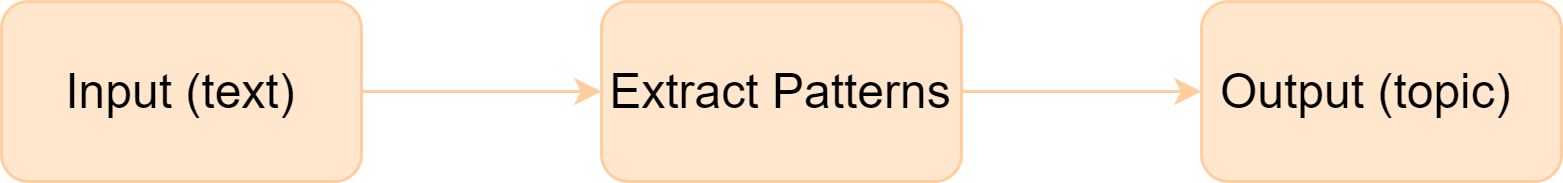 Input (text)
Extract Patterns
Output (topic)